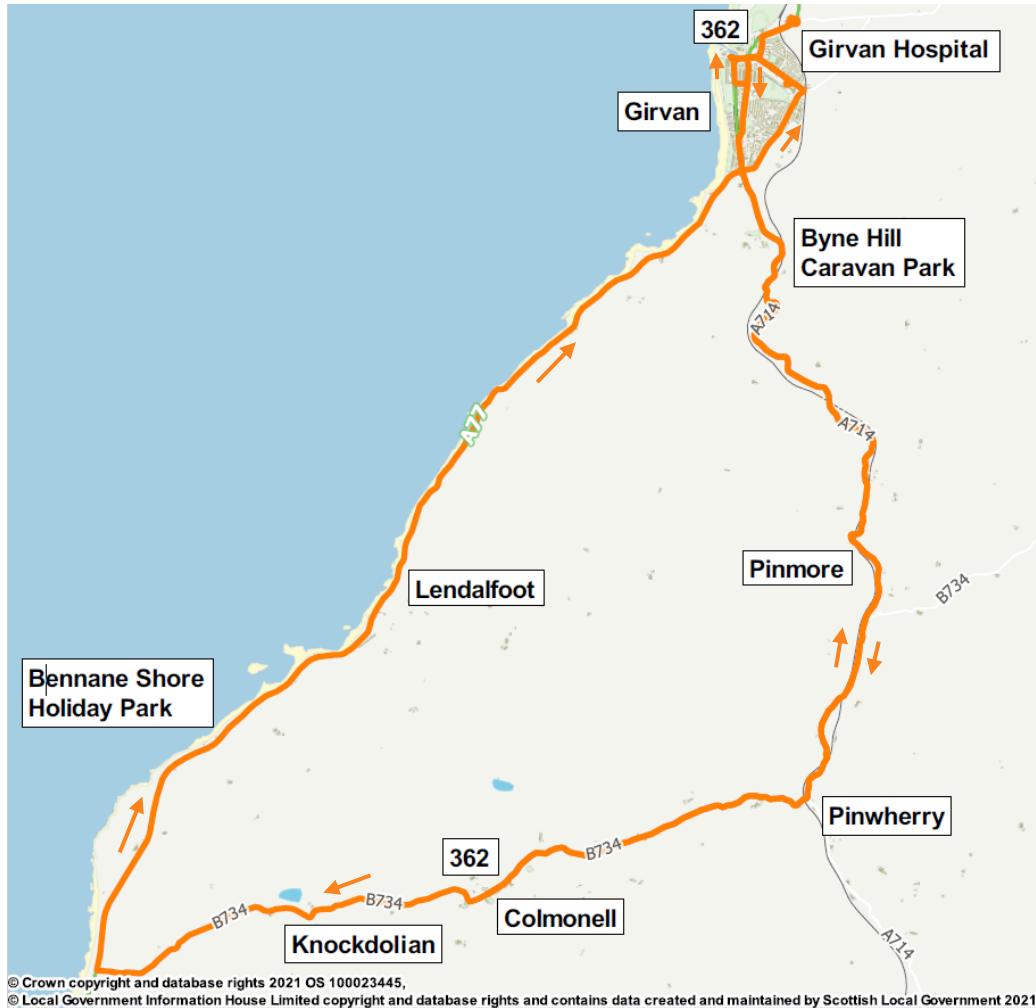 362
Girvan Hospital
Girvan
Byne Hill
Caravan Park
A714
A77
A714
Pinmore
Lendalfoot
B734
Bennane Shore
Holiday Park
Pinwherry
B734
362
B734
Colmonell
B734
Knockdolian
A714
© Crown copyright and database rights 2021 OS 100023445,
© Local Government Information House Limited copyright and database rights and contains data created and maintained by Scottish Local Government 2021